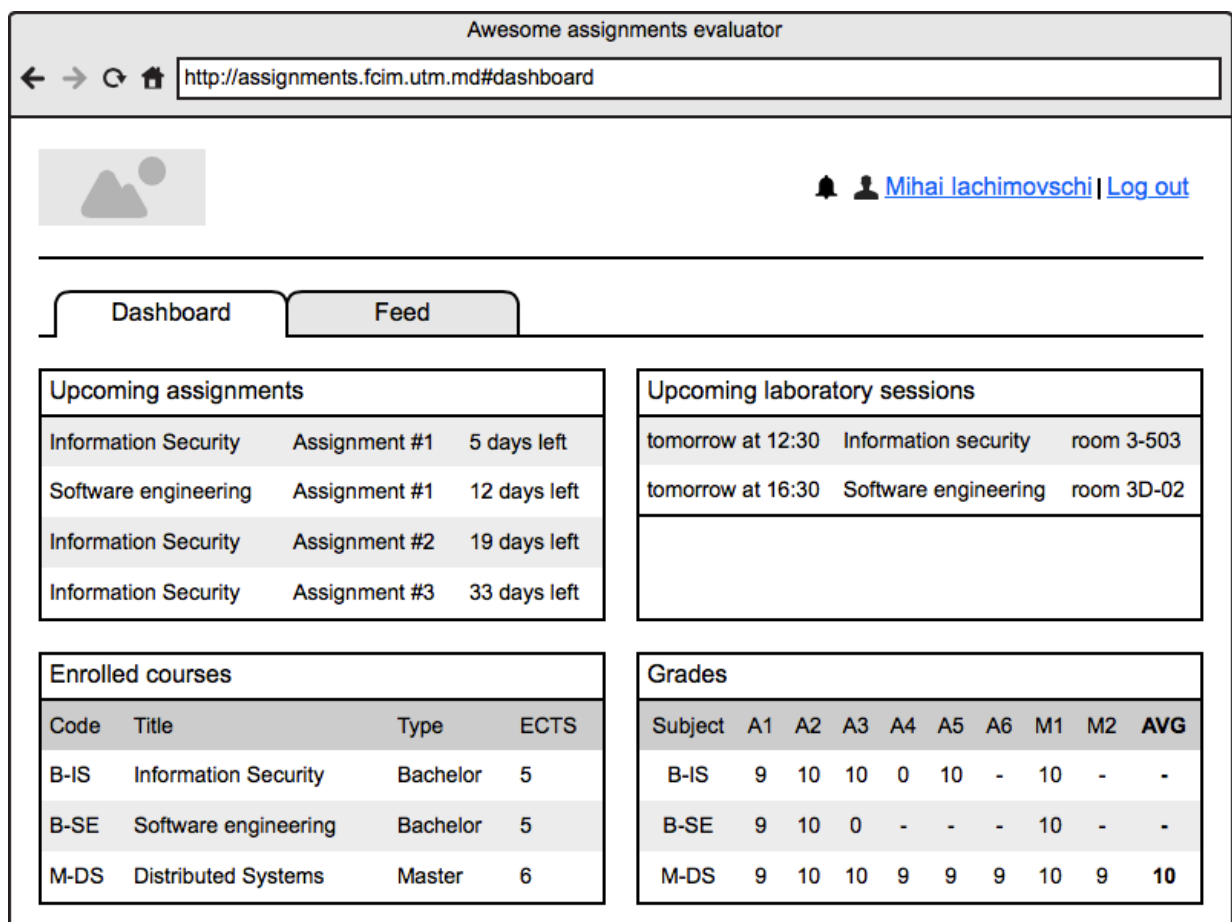 Awesome assignments evaluator
http://assignments.fcim.utm.md#dashboard
Mihai Iachimovschi | Log out
Dashboard Feed
Upcoming assignments
Information Security Assignment #1 5 days left
Software engineering Assignment #1 12 days left
Information Security Assignment #2 19 days left
Information Security Assignment #3 33 days left
Upcoming laboratory sessions
tomorrow at 12:30 Information security room 3-503
tomorrow at 16:30 Software engineering room 3D-02
Enrolled courses
Code Title Type ECTS
B-IS Information Security Bachelor 5
B-SE Software engineering Bachelor 5
M-DS Distributed Systems Master 6
Grades
Subject A1 A2 A3 A4 A5 A6 M1 M2 AVG
B-IS 9 10 10 0 10 - 10 - -
B-SE 9 10 0 - - - 10 - -
M-DS 9 10 10 9 9 9 10 9 10